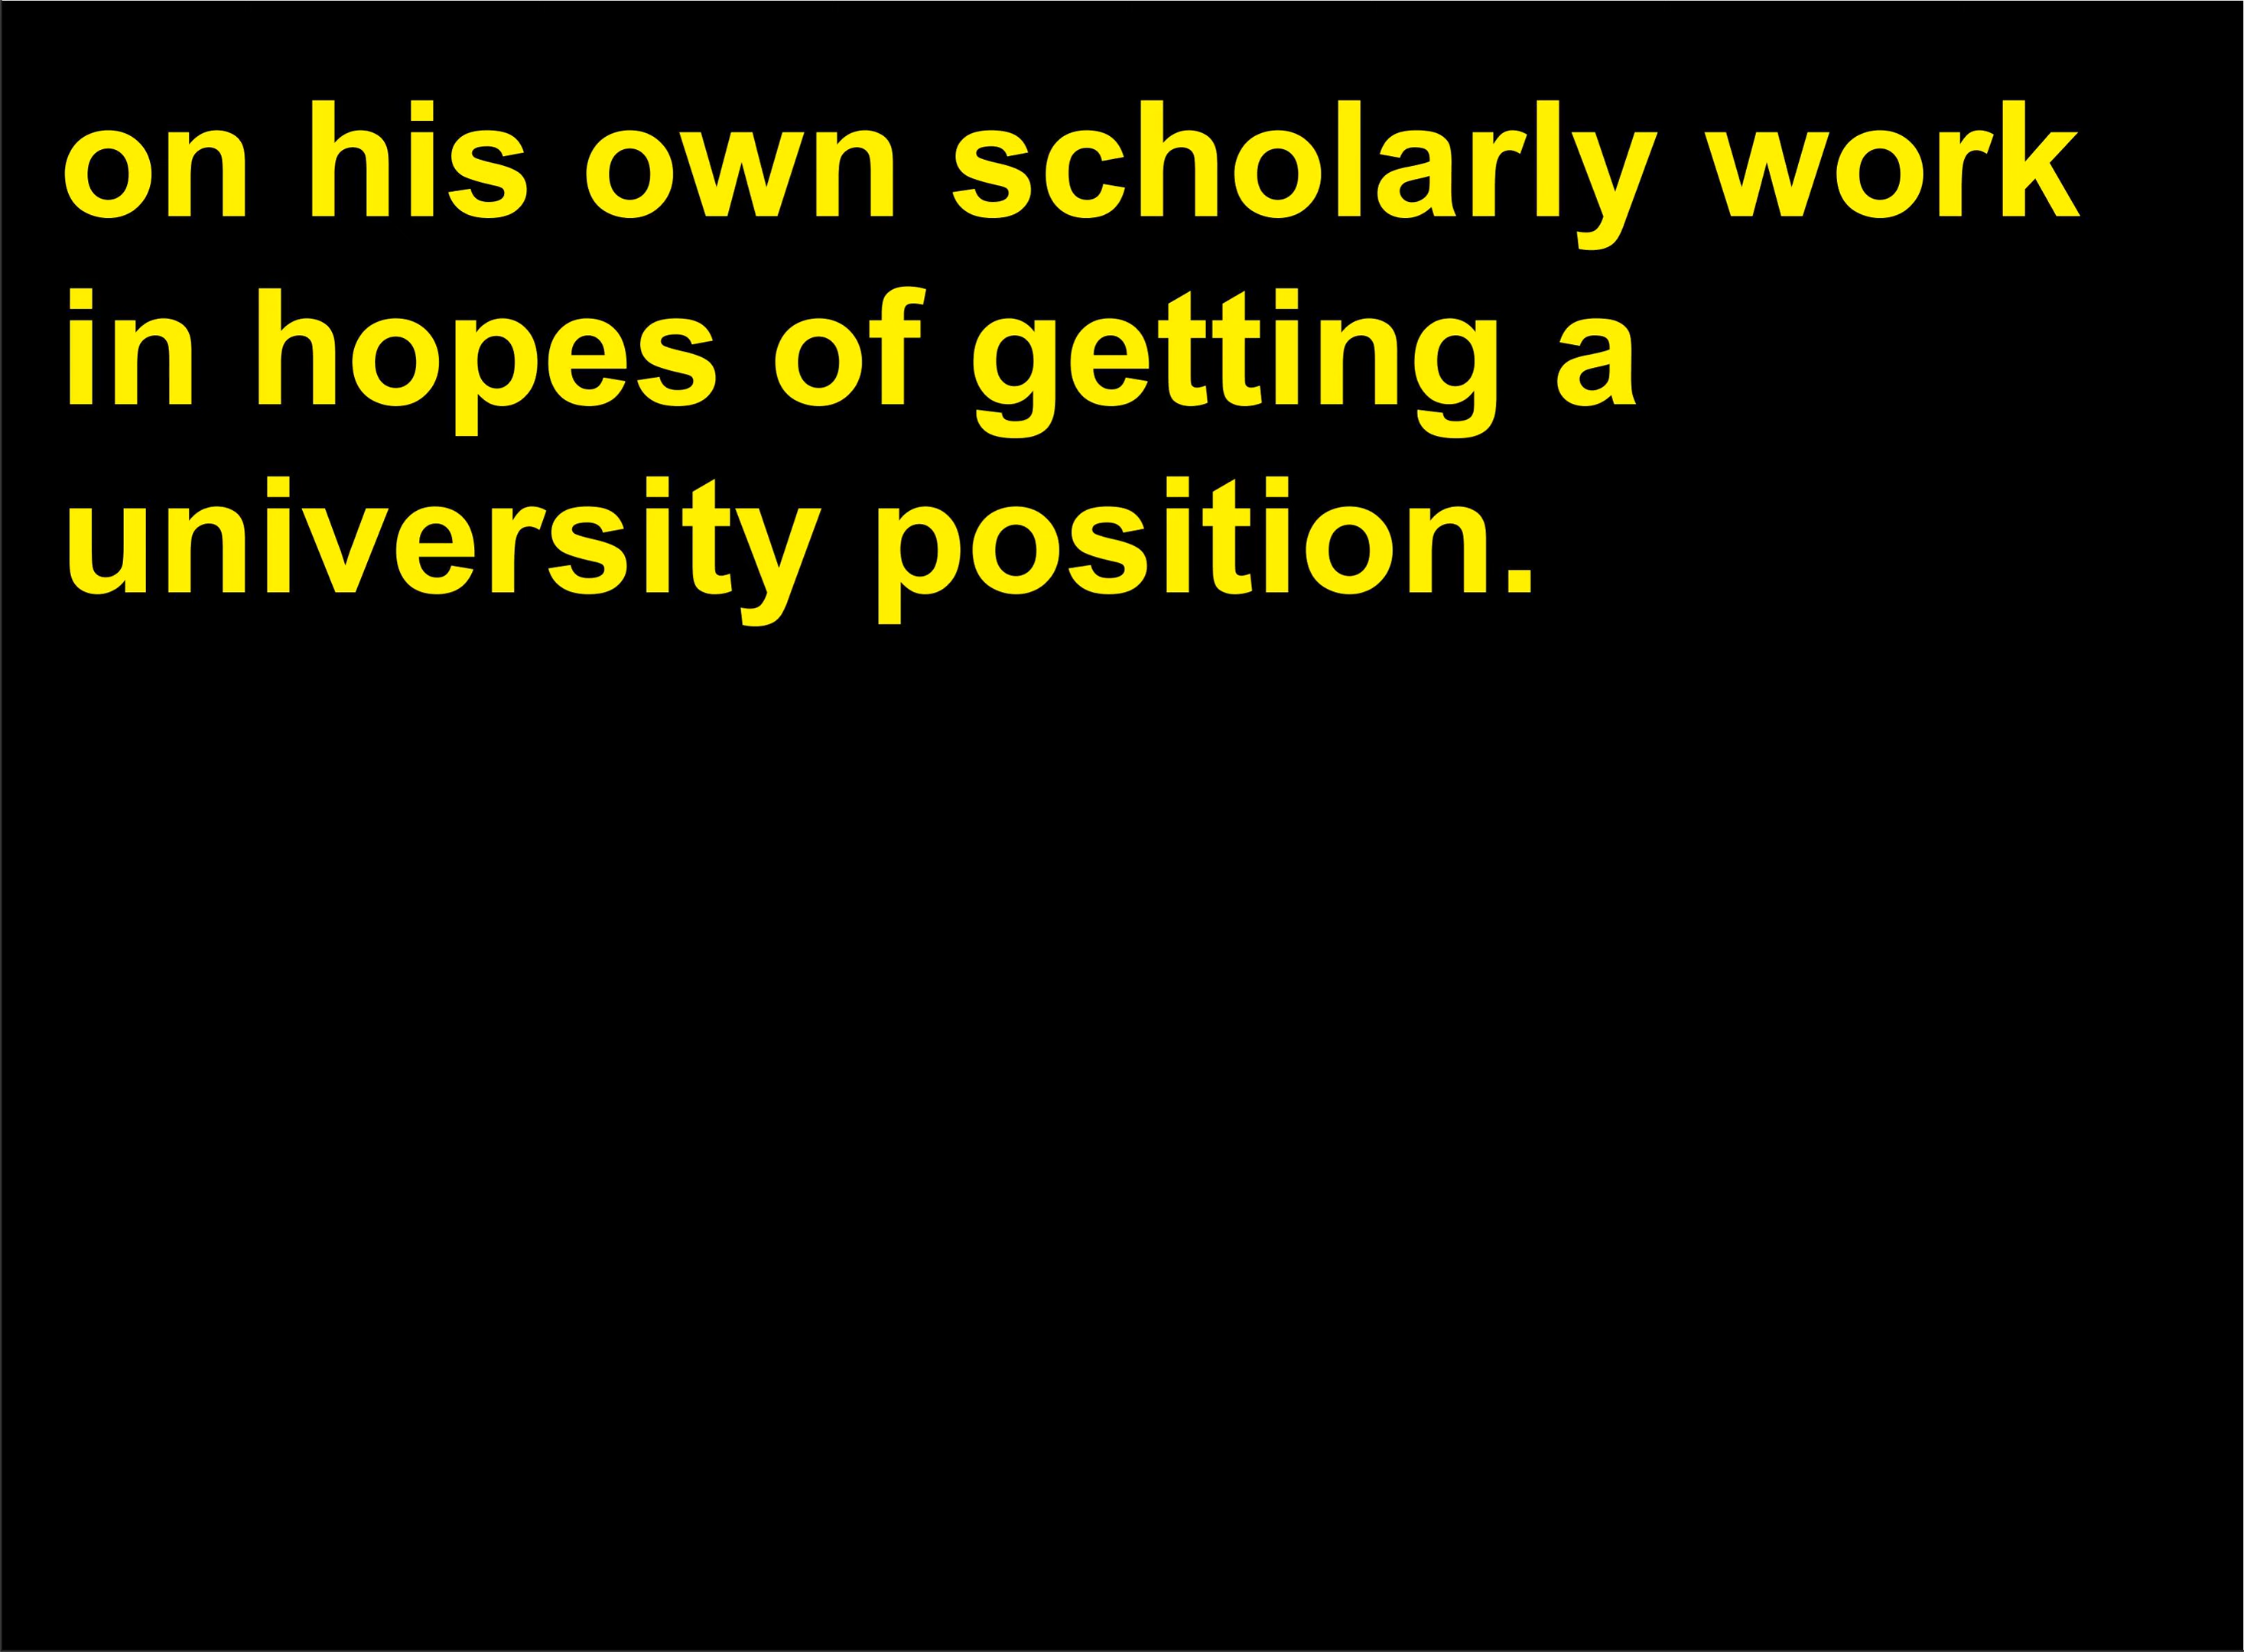 on his own scholarly work
in hopes of getting a
university position.